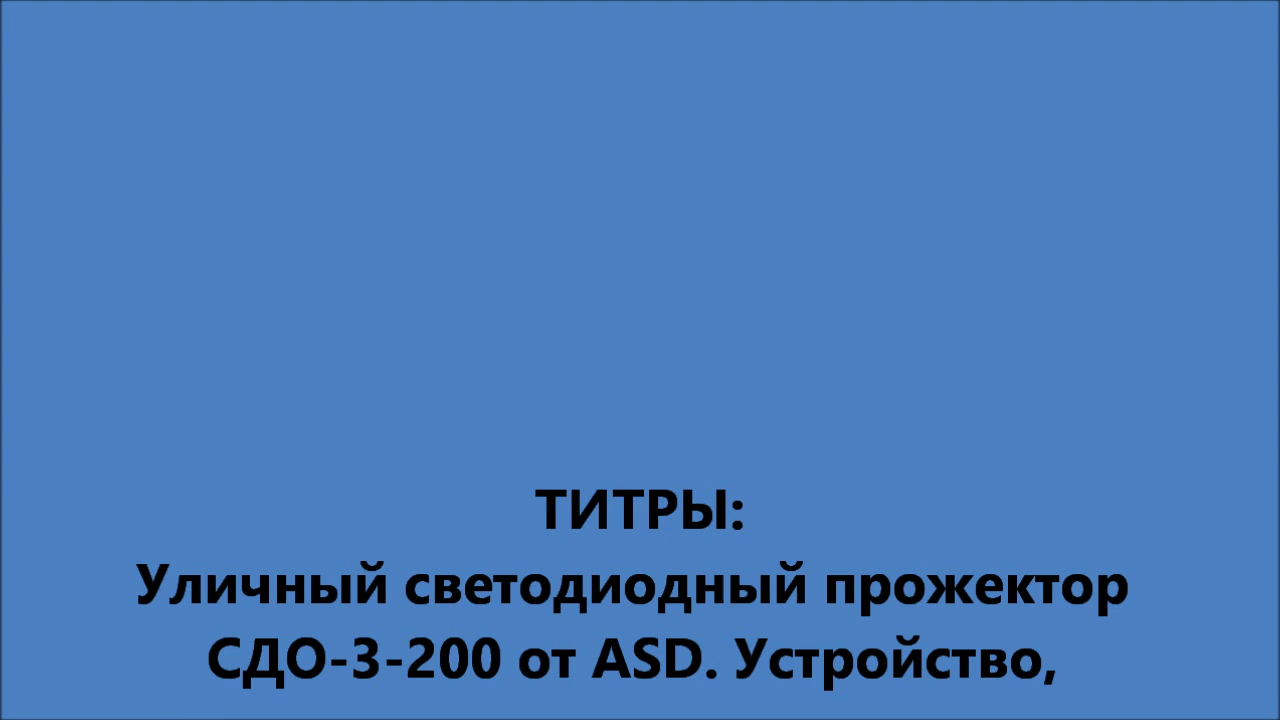 ТИТРЫ:
Уличный светодиодный прожектор
СДО-3-200 от ASD. Устройство,